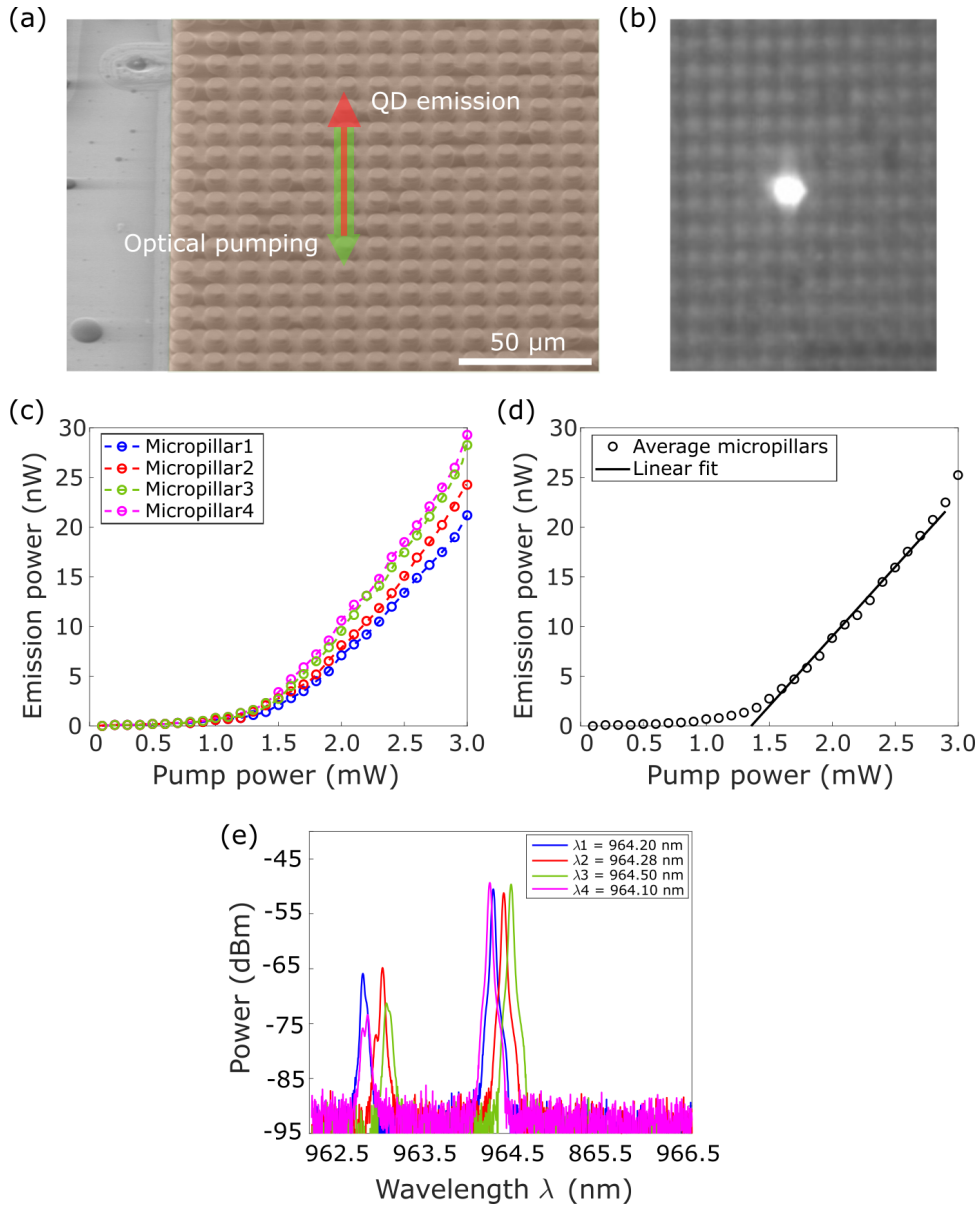 (a)
(b)
QD emission
Optical pumping
50 µm
(c)
(d)
30
25
20
15
10
5
0
Emission power (nW)
Micropillar1
Micropillar2
Micropillar3
Micropillar4
0
0.5
1.0
1.5
2.0
2.5
3.0
Pump power (mW)
30
25
20
15
10
5
0
Emission power (nW)
Average micropillars
Linear fit
0
0.5
1.0
1.5
2.0
2.5
3.0
Pump power (mW)
(e)
-45
-55
-65
-75
-85
-95
Power (dBm)
λ1 = 964.20 nm
λ2 = 964.28 nm
λ3 = 964.50 nm
λ4 = 964.10 nm
962.5
963.5
964.5
865.5
966.5
Wavelength λ (nm)